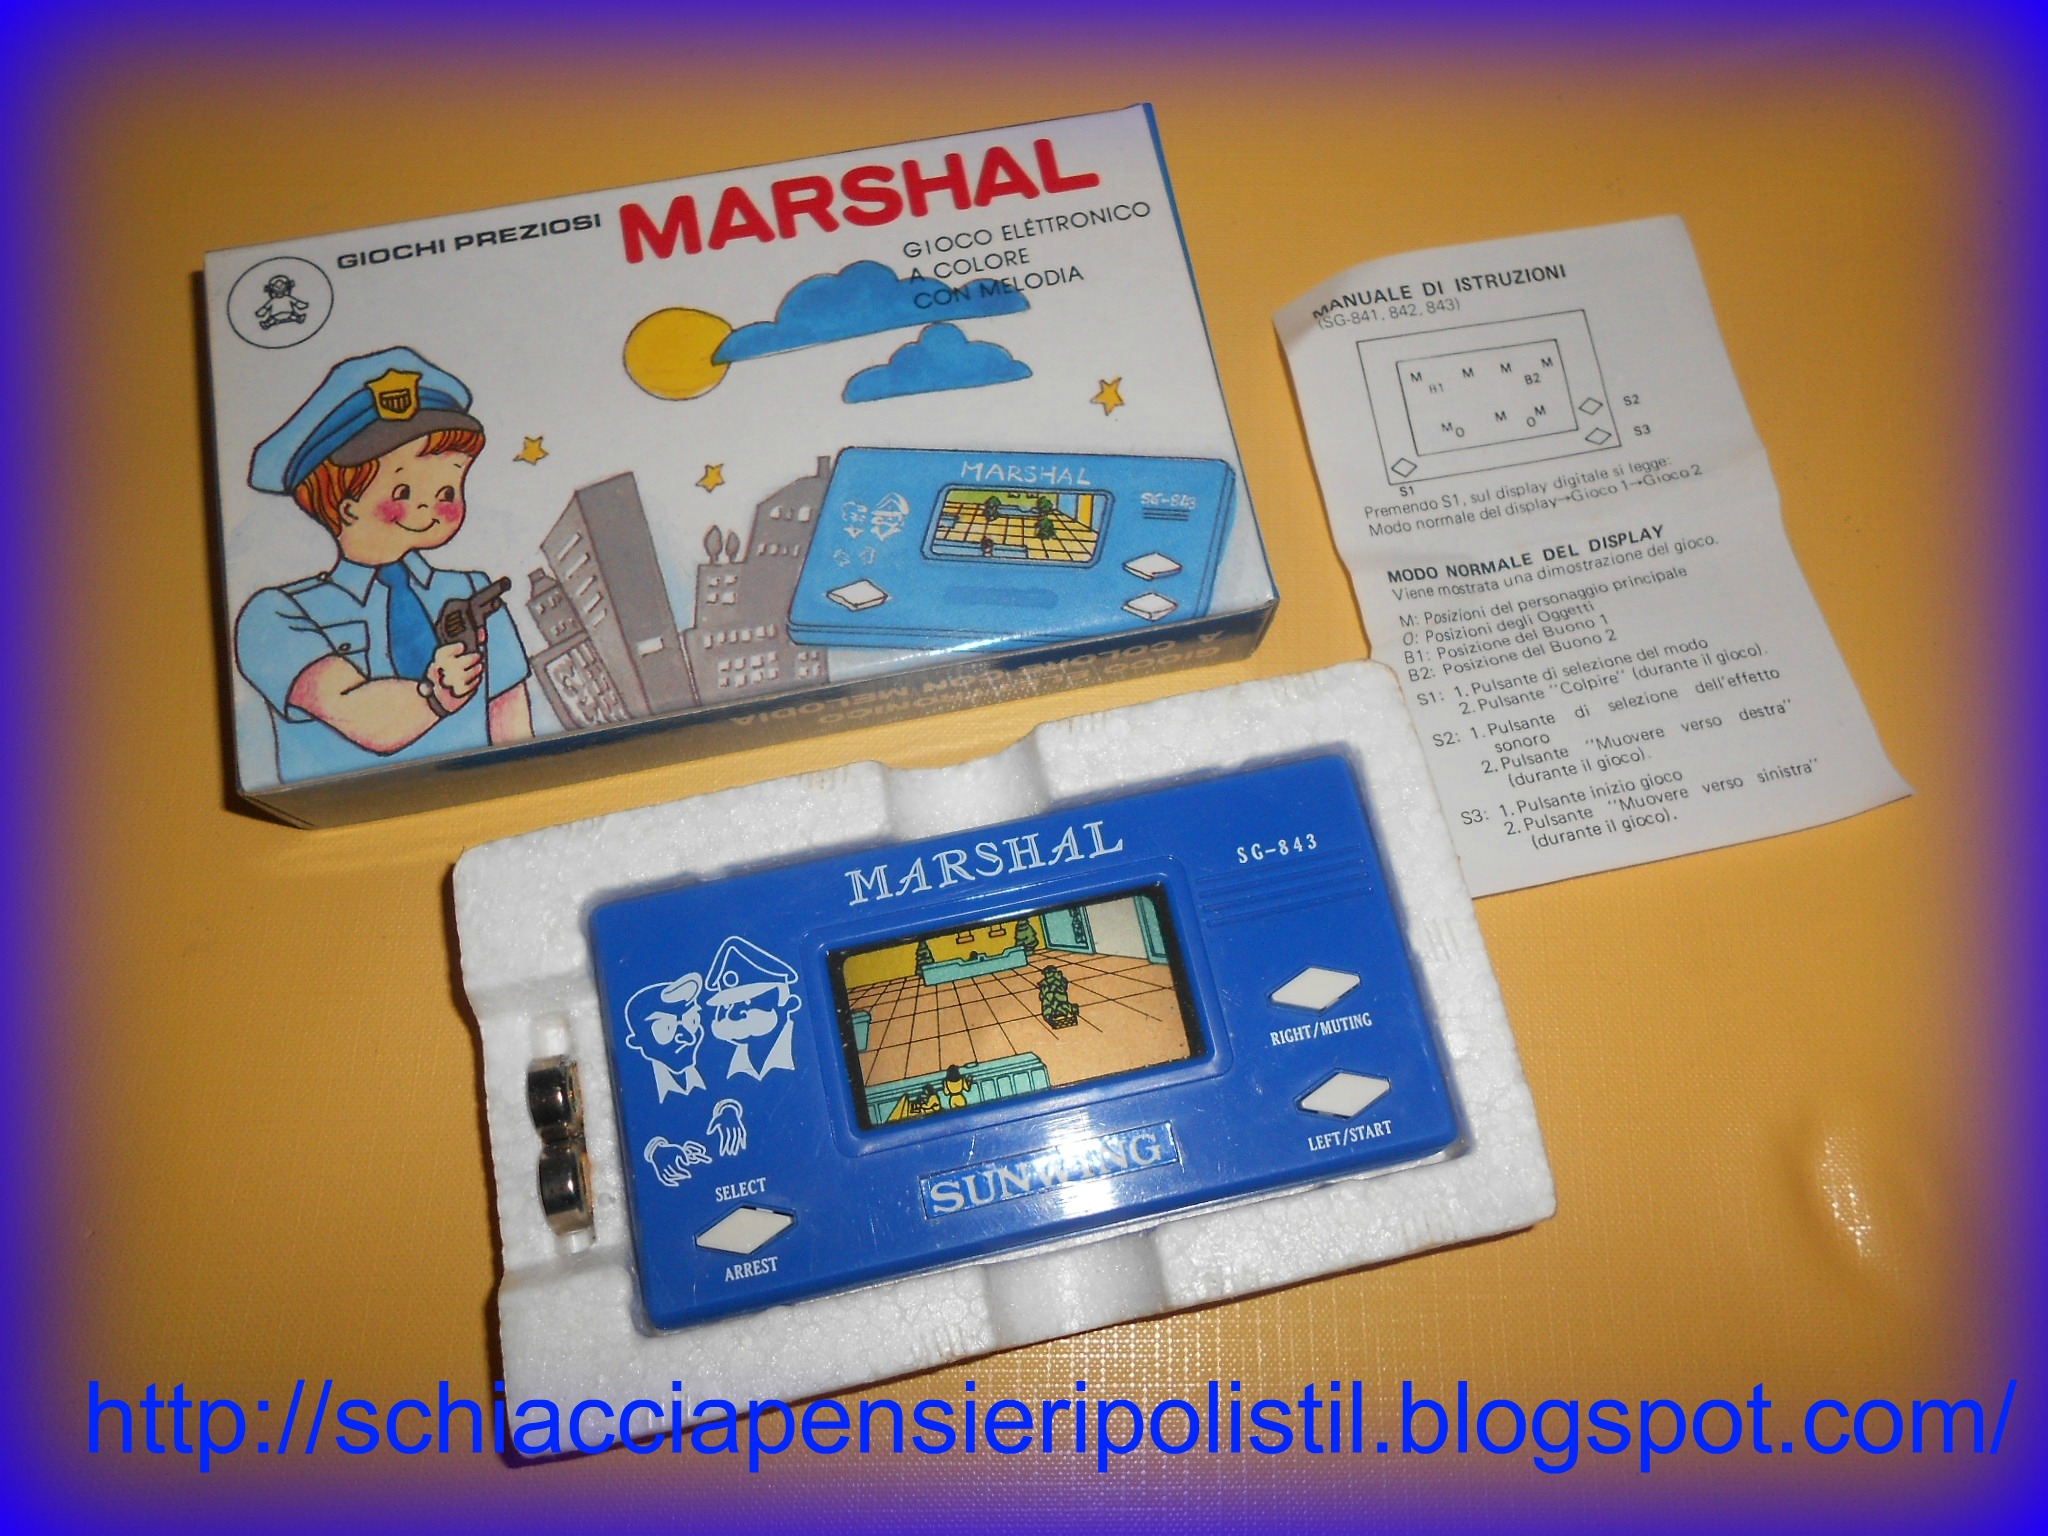 GIOCHI PREZIOSI
MARSHAL
GIOCO ELÉTTRONICO
A COLORE
CON MELODIA
MARSHAL
SG-843
MANUALE DI ISTRUZIONI
(SG-841, 842, 843)
M M M M
B1 B2
M M M
O O
S2
S3
S1
Premendo S1, sul display digitale si legge:
Modo normale del display→Gioco 1→Gioco 2
MODO NORMALE DEL DISPLAY
Viene mostrata una dimostrazione del gioco.
M: Posizioni del personaggio principale
O: Posizioni degli Oggetti
B1: Posizione del Buono 1
B2: Posizione del Buono 2
S1: 1. Pulsante di selezione del modo
2. Pulsante "Colpire" (durante il gioco).
S2: 1. Pulsante di selezione dell'effetto
sonoro
2. Pulsante "Muovere verso destra"
(durante il gioco).
S3: 1. Pulsante inizio gioco
2. Pulsante "Muovere verso sinistra"
(durante il gioco).
MARSHAL
SG-843
RIGHT/MUTING
LEFT/START
SELECT
ARREST
SUNWING
http://schiacciapensieripolistil.blogspot.com/